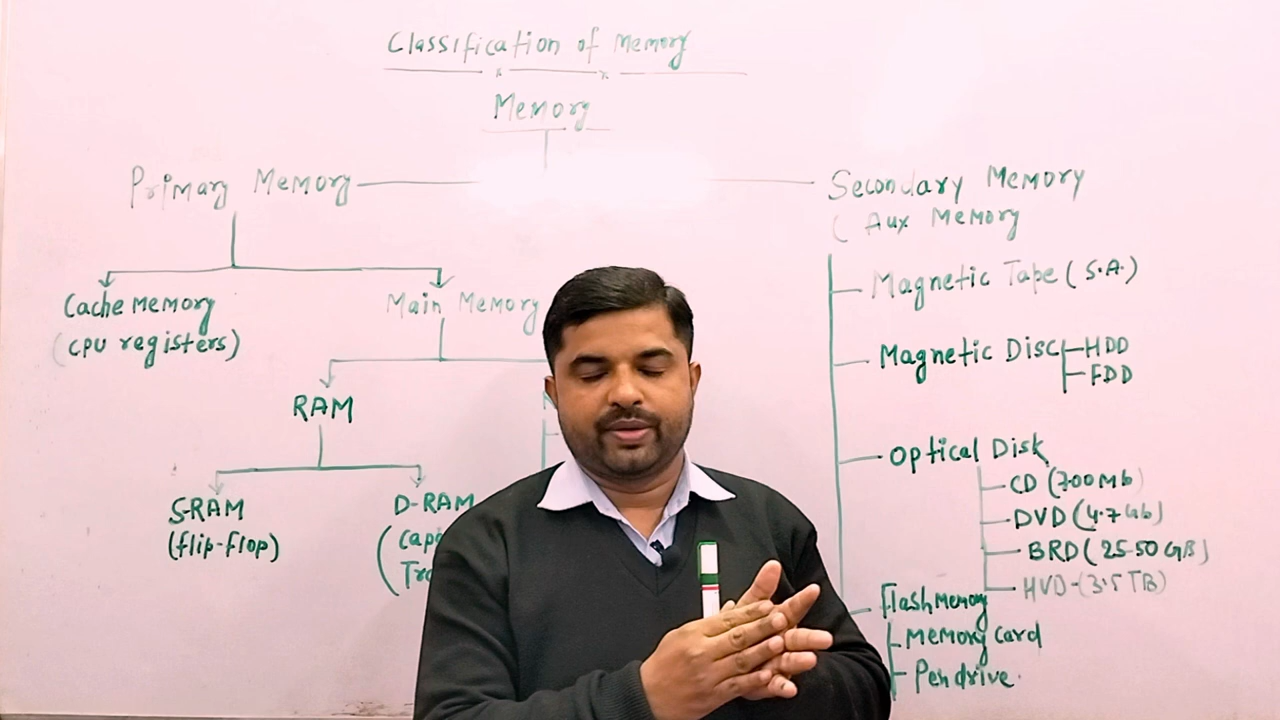 Classification of Memory
Memory
Primary Memory
Cache Memory
(CPU registers)
Main Memory
RAM
S-RAM
(flip-flop)
D-RAM
Secondary Memory
( Aux Memory
Magnetic Tape (S.A.)
Magnetic Disc
HDD
FDD
Optical Disk
CD (700 Mb)
DVD (4.7 Gb)
BRD (25-50 GB)
HVD-(3.5 TB)
Flash Memory
Memory card
Pendrive.